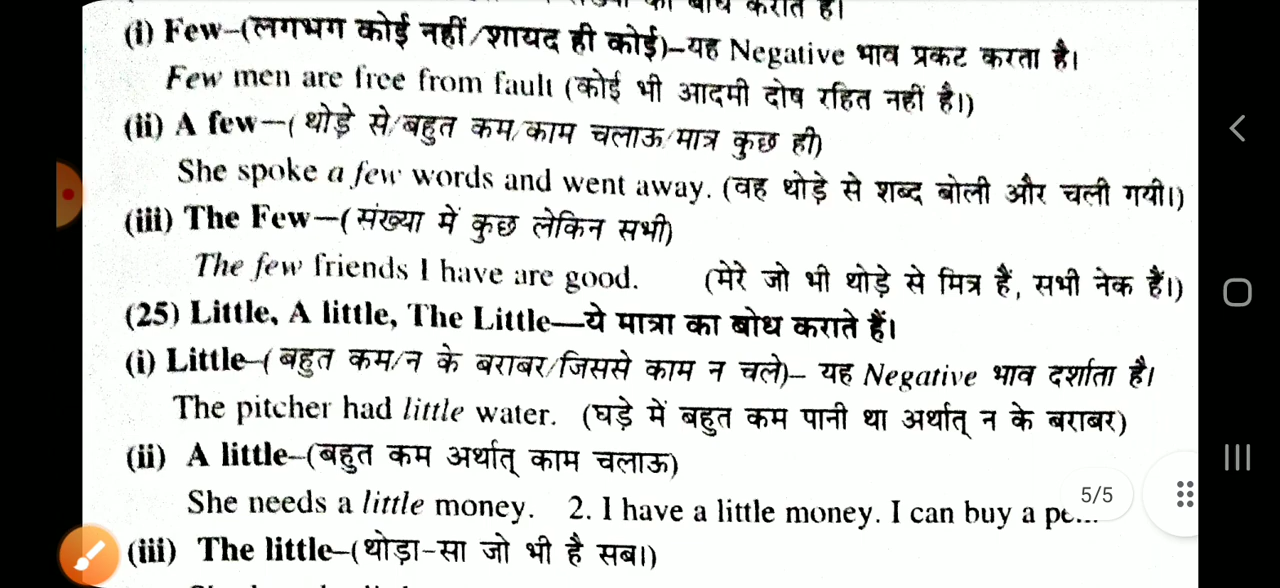 बोध कराते हैं।
(i) Few–(लगभग कोई नहीं/शायद ही कोई)–यह Negative भाव प्रकट करता है।
Few men are free from fault (कोई भी आदमी दोष रहित नहीं है।)
(ii) A few—(थोड़े से/बहुत कम/काम चलाऊ/मात्र कुछ ही)
She spoke a few words and went away. (वह थोड़े से शब्द बोली और चली गयी।)
(iii) The Few—(संख्या में कुछ लेकिन सभी)
The few friends I have are good. (मेरे जो भी थोड़े से मित्र हैं, सभी नेक हैं।)
(25) Little, A little, The Little—ये मात्रा का बोध कराते हैं।
(i) Little–(बहुत कम/न के बराबर/जिससे काम न चले)– यह Negative भाव दर्शाता है।
The pitcher had little water. (घड़े में बहुत कम पानी था अर्थात् न के बराबर)
(ii) A little–(बहुत कम अर्थात् काम चलाऊ)
She needs a little money. 2. I have a little money. I can buy a
5/5
(iii) The little–(थोड़ा-सा जो भी है सब।)